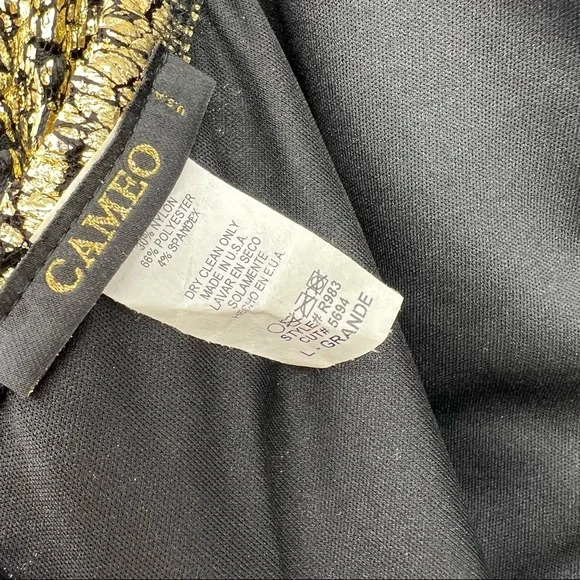 CAMEO
U.S.A.
30% NYLON
66% POLYESTER
4% SPANDEX
DRY CLEAN ONLY
MADE IN U.S.A.
LAVAR EN SECO
SOLAMENTE
HECHO EN E.U.A
STYLE# R983
CUT# 5694
L - GRANDE